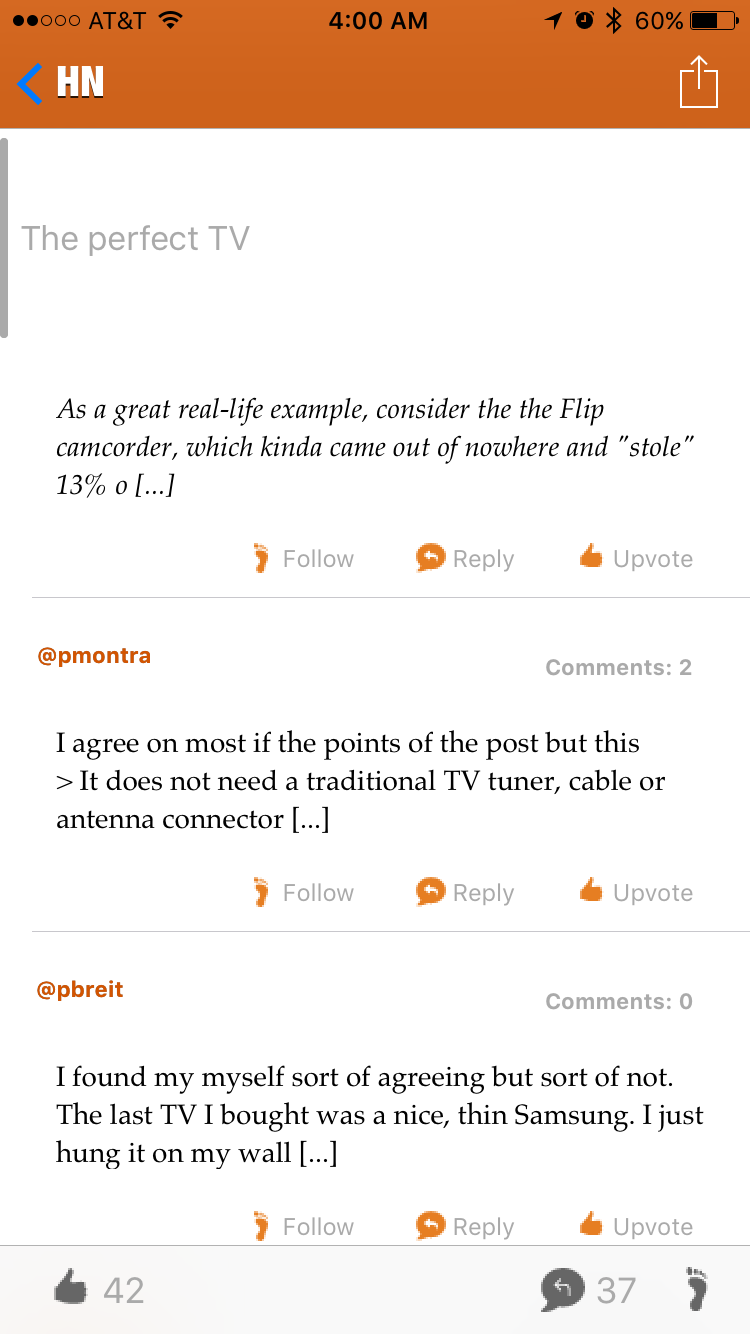 AT&T 4:00 AM 60%
HN
The perfect TV
As a great real-life example, consider the the Flip
camcorder, which kinda came out of nowhere and "stole"
13% o [...]
Follow Reply Upvote
@pmontra
Comments: 2
I agree on most if the points of the post but this
> It does not need a traditional TV tuner, cable or
antenna connector [...]
Follow Reply Upvote
@pbreit
Comments: 0
I found my myself sort of agreeing but sort of not.
The last TV I bought was a nice, thin Samsung. I just
hung it on my wall [...]
Follow Reply Upvote
42 37